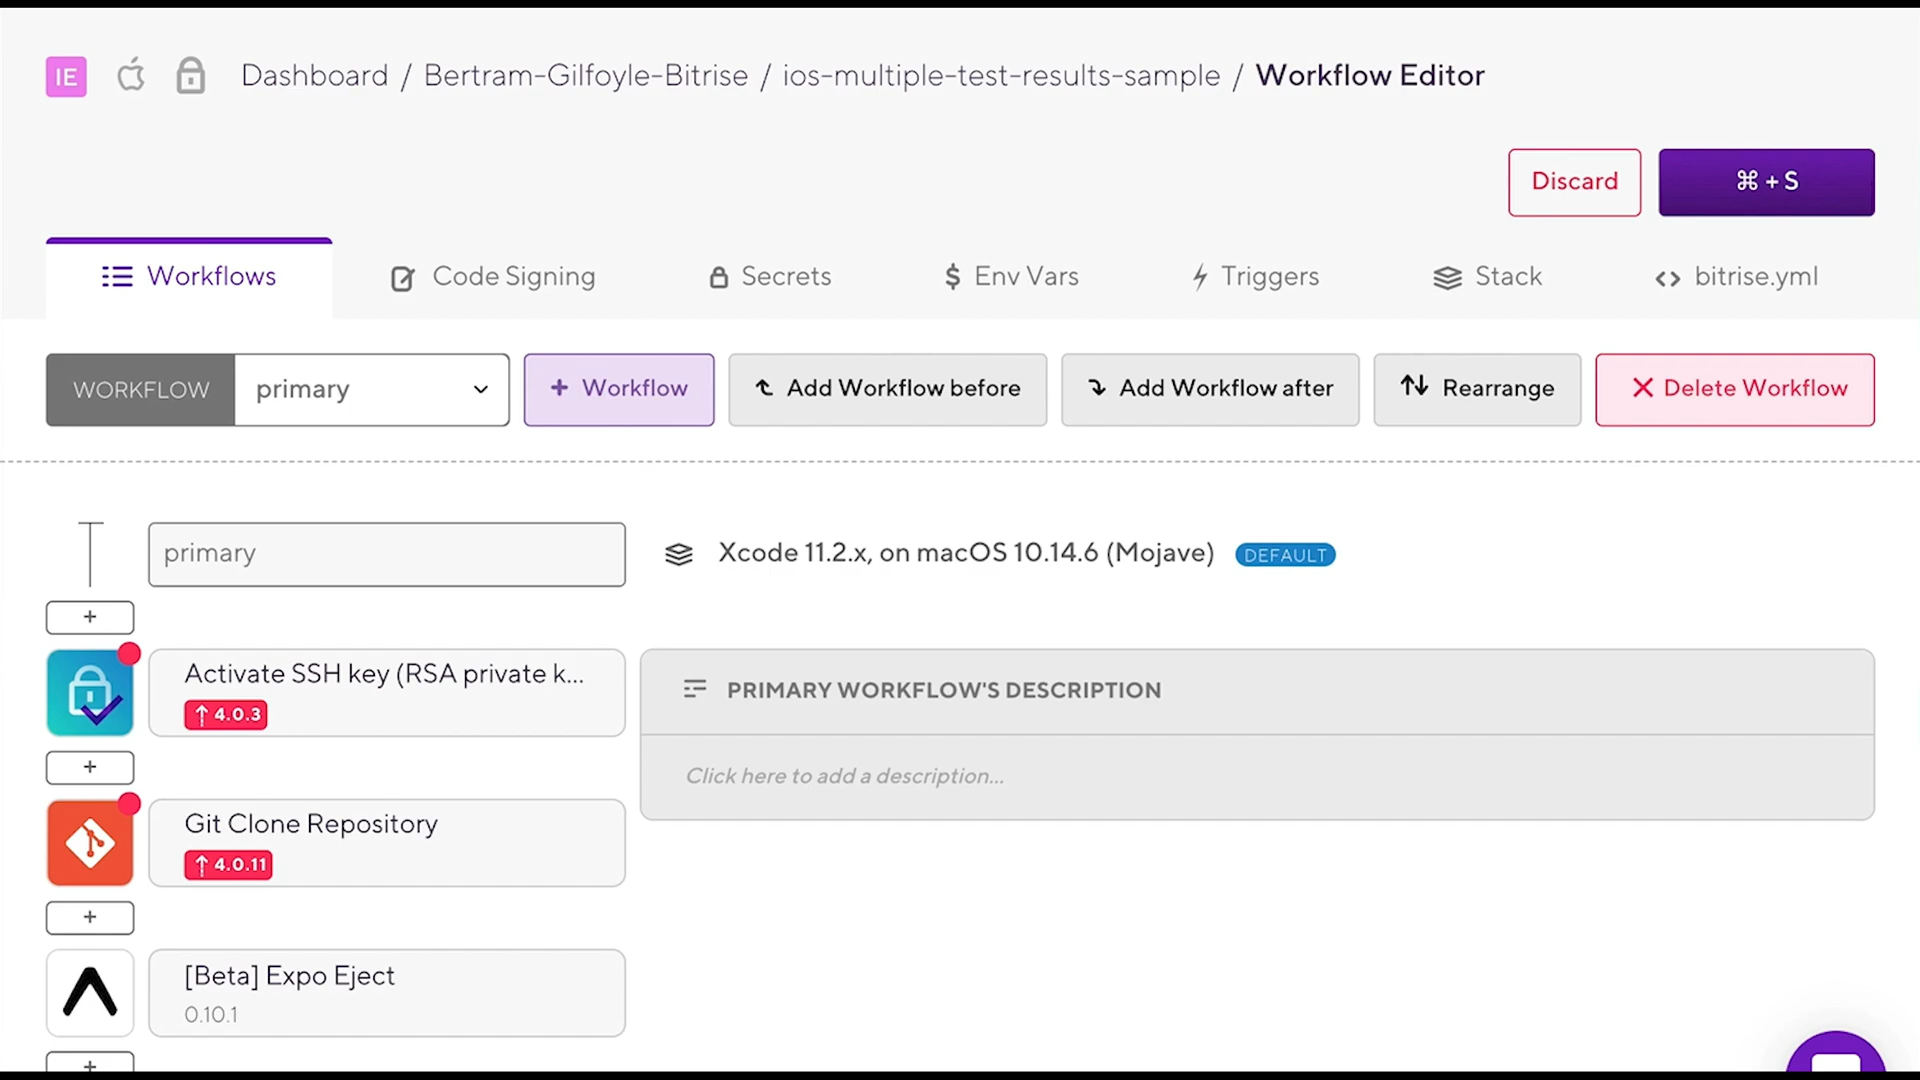 IE Dashboard / Bertram-Gilfoyle-Bitrise / ios-multiple-test-results-sample / Workflow Editor
Discard ⌘ + S
Workflows Code Signing Secrets $ Env Vars Triggers Stack <> bitrise.yml
WORKFLOW primary + Workflow Add Workflow before Add Workflow after Rearrange Delete Workflow
primary Xcode 11.2.x, on macOS 10.14.6 (Mojave) DEFAULT
+
Activate SSH key (RSA private k...
↑ 4.0.3
PRIMARY WORKFLOW'S DESCRIPTION
Click here to add a description...
+
Git Clone Repository
↑ 4.0.11
+
[Beta] Expo Eject
0.10.1
+